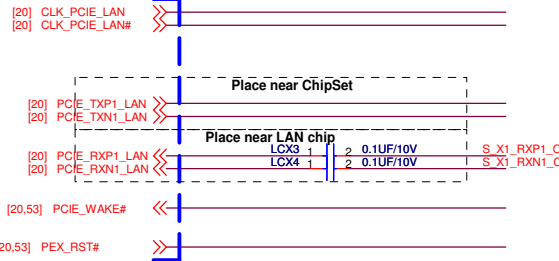 [20] CLK_PCIE_LAN
[20] CLK_PCIE_LAN#
Place near ChipSet
[20] PCIE_TXP1_LAN
[20] PCIE_TXN1_LAN
Place near LAN chip
[20] PCIE_RXP1_LAN LCX3 1 2 0.1UF/10V S_X1_RXP1_C
[20] PCIE_RXN1_LAN LCX4 1 2 0.1UF/10V S_X1_RXN1_C
[20,53] PCIE_WAKE#
20,53] PEX_RST#